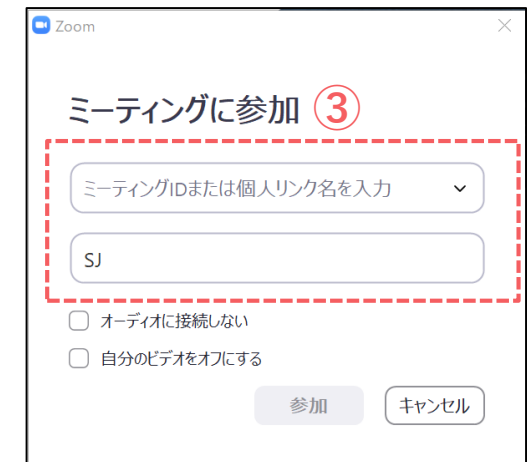 Zoom
ミーティングに参加 ③
ミーティングIDまたは個人リンク名を入力
SJ
オーディオに接続しない
自分のビデオをオフにする
参加 キャンセル